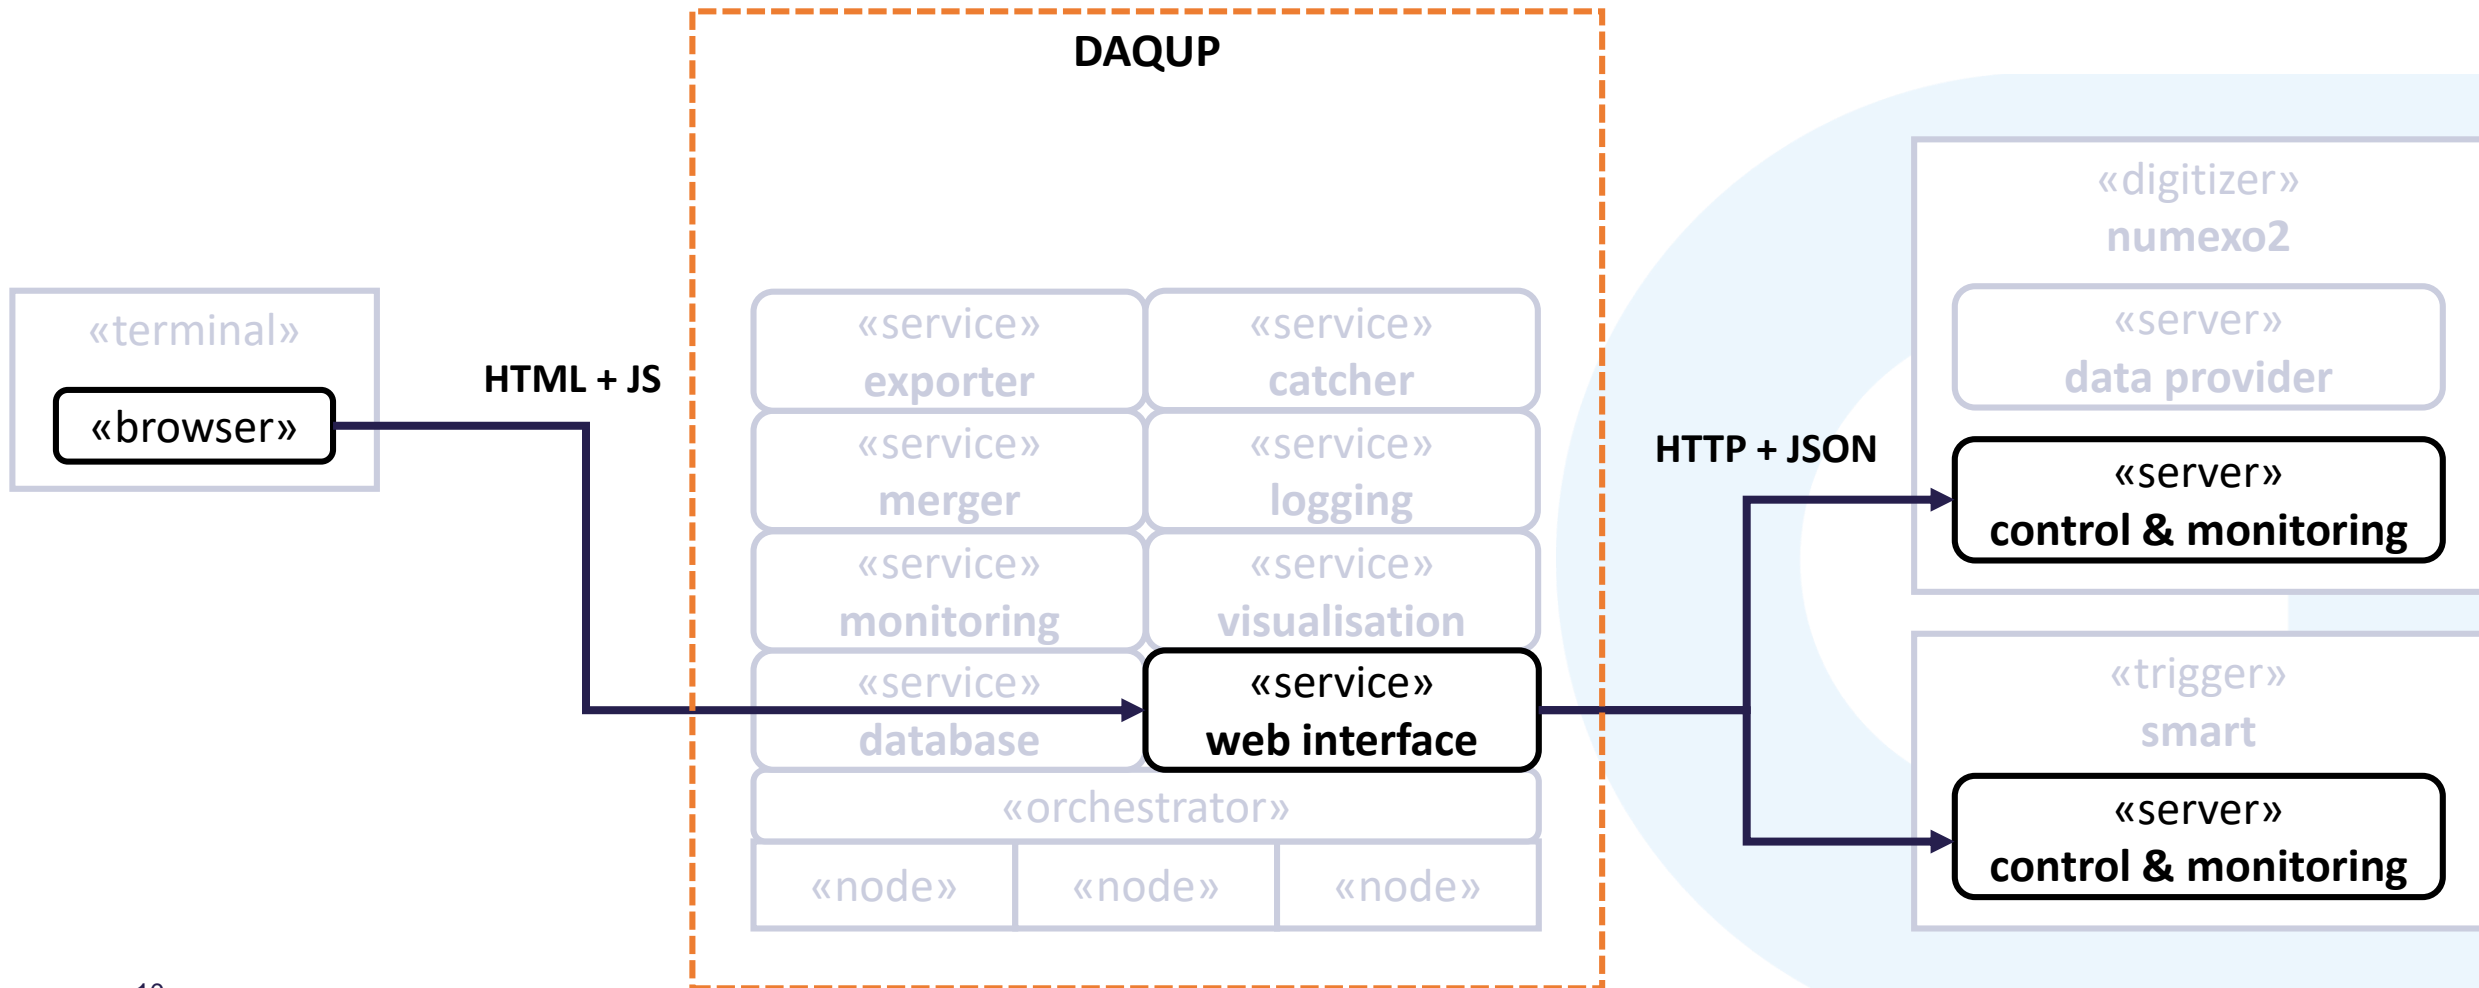 DAQUP
«terminal»
«browser»
HTML + JS
«service»
exporter
«service»
catcher
«service»
merger
«service»
logging
«service»
monitoring
«service»
visualisation
«service»
database
«service»
web interface
«orchestrator»
«node»
«node»
«node»
HTTP + JSON
«digitizer»
numexo2
«server»
data provider
«server»
control & monitoring
«trigger»
smart
«server»
control & monitoring